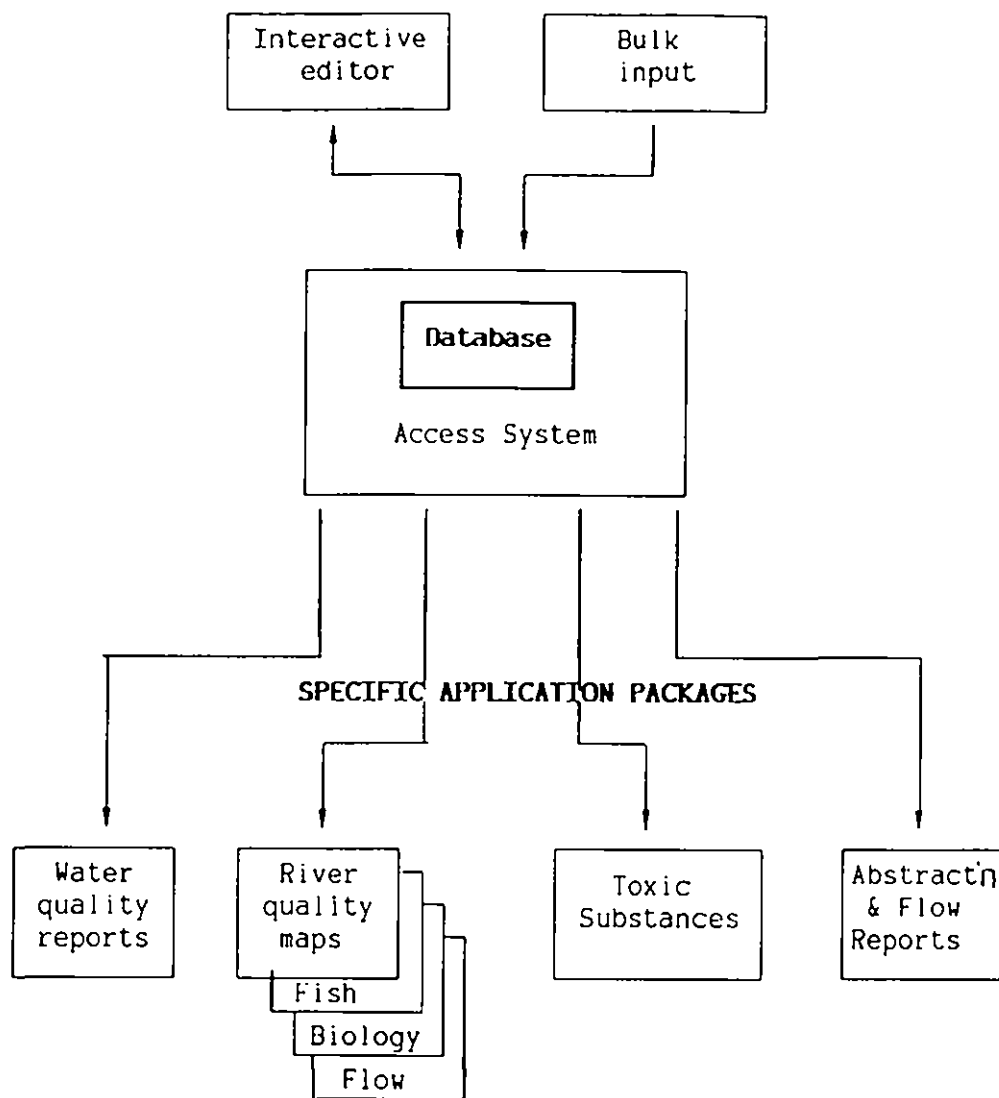 Interactive
editor
Bulk
input
Database
Access System
SPECIFIC APPLICATION PACKAGES
Water
quality
reports
River
quality
maps
Fish
Biology
Flow
Toxic
Substances
Abstract'n
& Flow
Reports